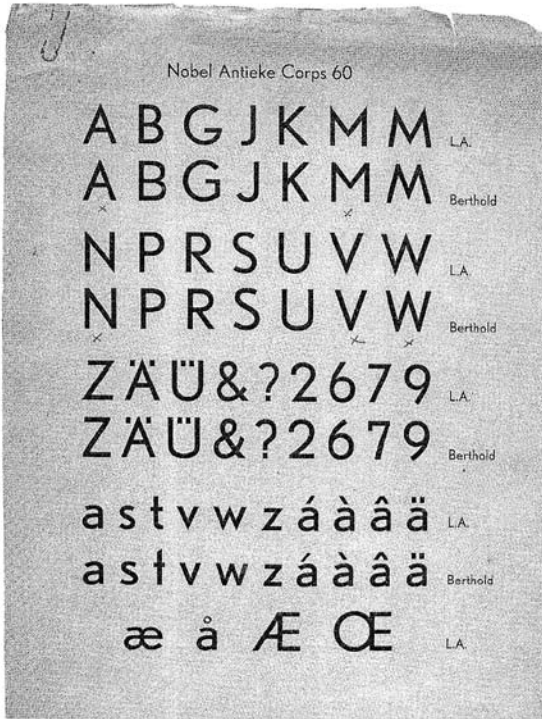 Nobel Antieke Corps 60
A B G J K M M L.A.
A B G J K M M Berthold
N P R S U V W L.A.
N P R S U V W Berthold
Z Ä Ü & ? 2 6 7 9 L.A.
Z Ä Ü & ? 2 6 7 9 Berthold
a s t v w z á à â ä L.A.
a s t v w z á à â ä Berthold
æ å Æ Œ L.A.